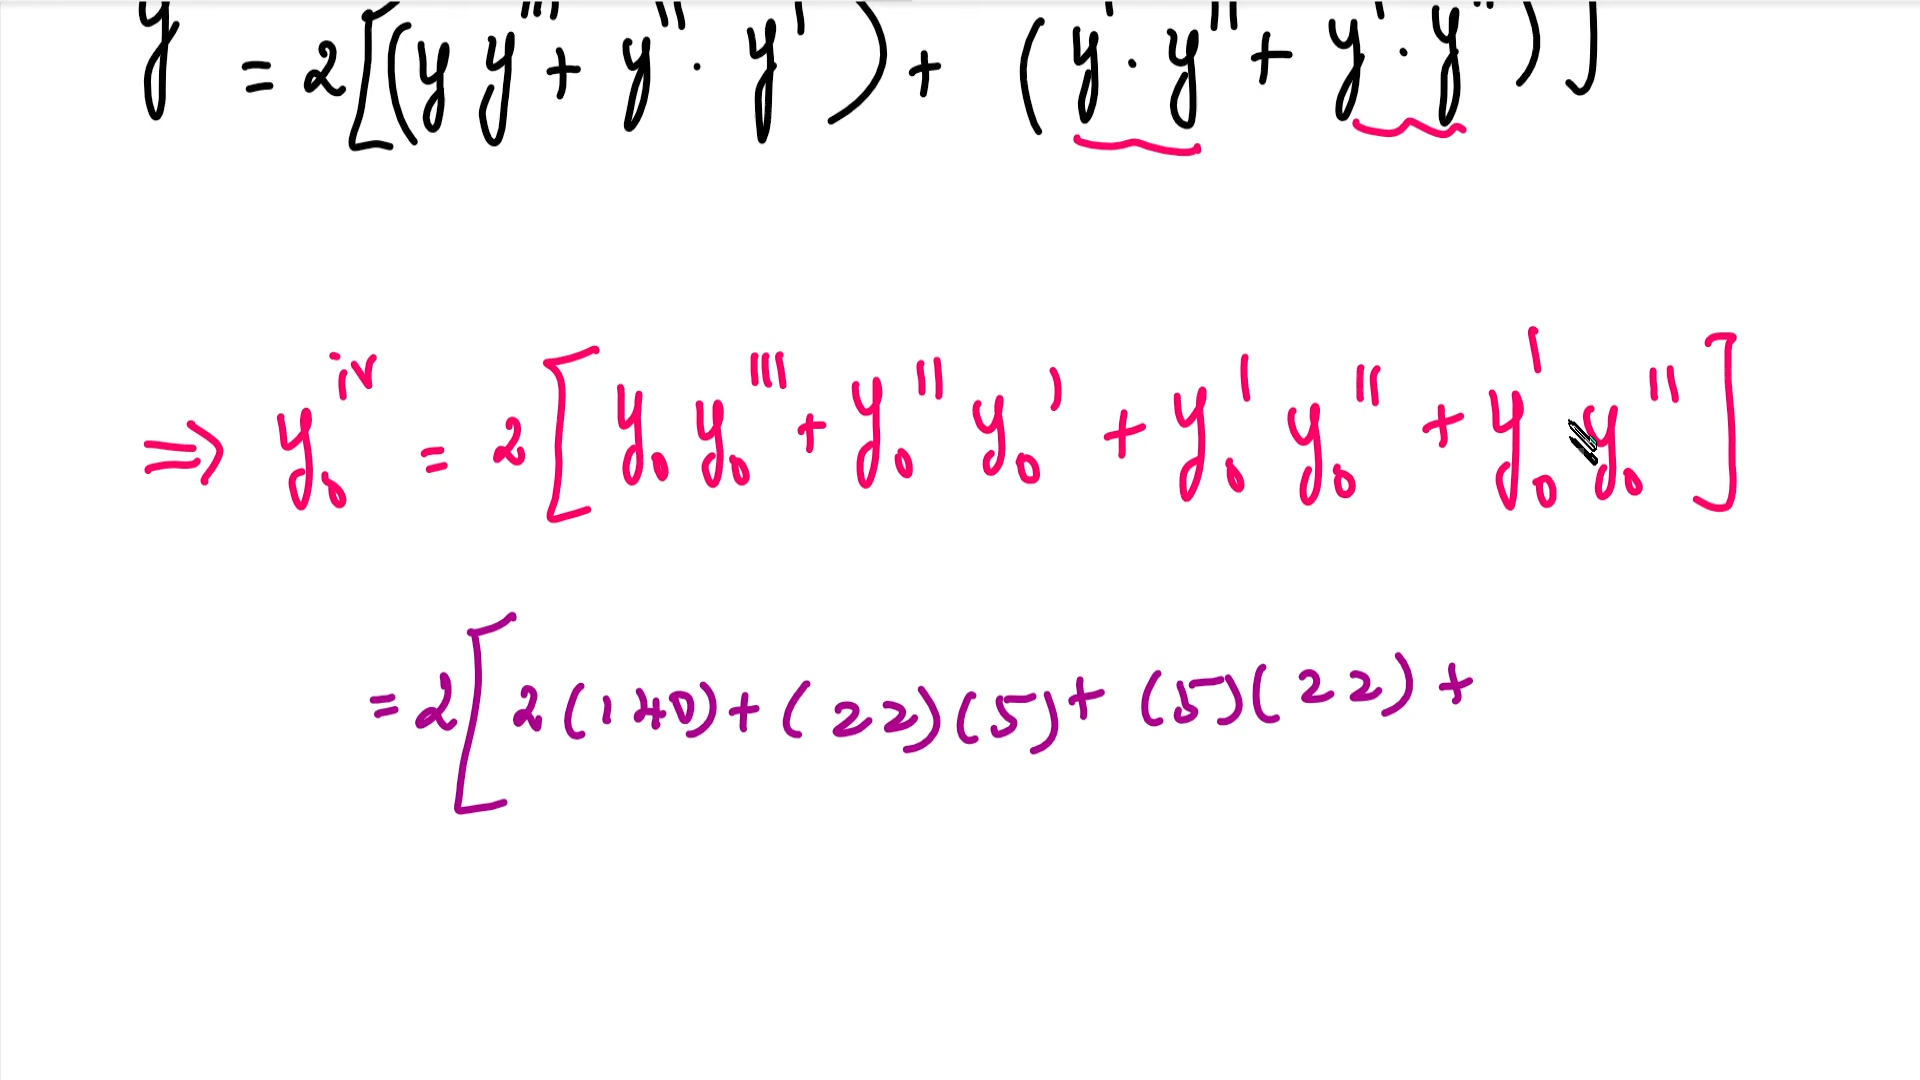 y = 2[(y y''' + y'' . y') + (y' . y'' + y' . y'')]
⇒ y₀^iv = 2[y₀ y₀''' + y₀'' y₀' + y₀' y₀'' + y₀' y₀'']
= 2[2(140) + (22)(5) + (5)(22) +